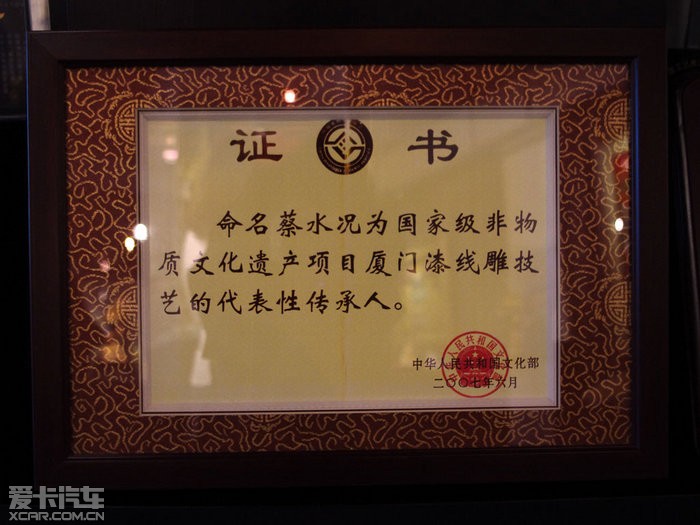 证 书
命名蔡水况为国家级非物
质文化遗产项目厦门漆线雕技
艺的代表性传承人。
中华人民共和国文化部
二〇〇七年六月
爱卡汽车
XCAR.COM.CN